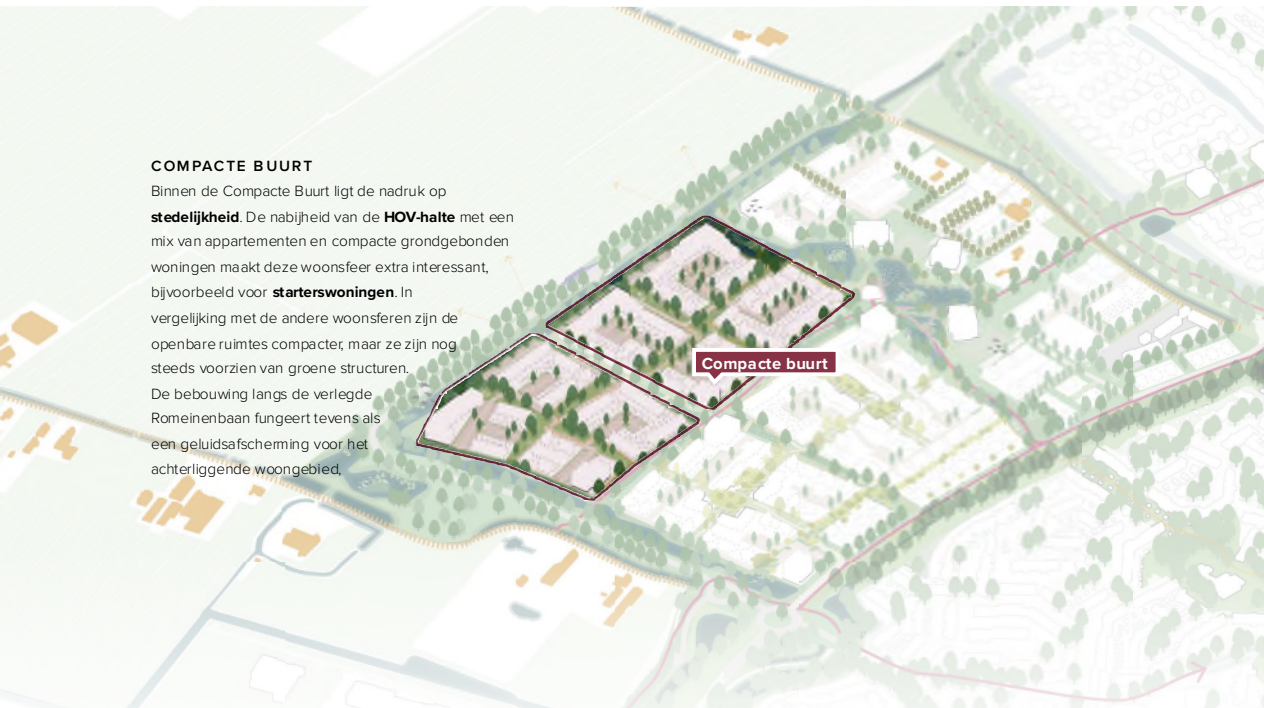 COMPACTE BUURT
Binnen de Compacte Buurt ligt de nadruk op
stedelijkheid. De nabijheid van de HOV-halte met een
mix van appartementen en compacte grondgebonden
woningen maakt deze woonsfeer extra interessant,
bijvoorbeeld voor starterswoningen. In
vergelijking met de andere woonsferen zijn de
openbare ruimtes compacter, maar ze zijn nog
steeds voorzien van groene structuren.
De bebouwing langs de verlegde
Romeinenbaan fungeert tevens als
een geluidsafscherming voor het
achterliggende woongebied,
Compacte buurt